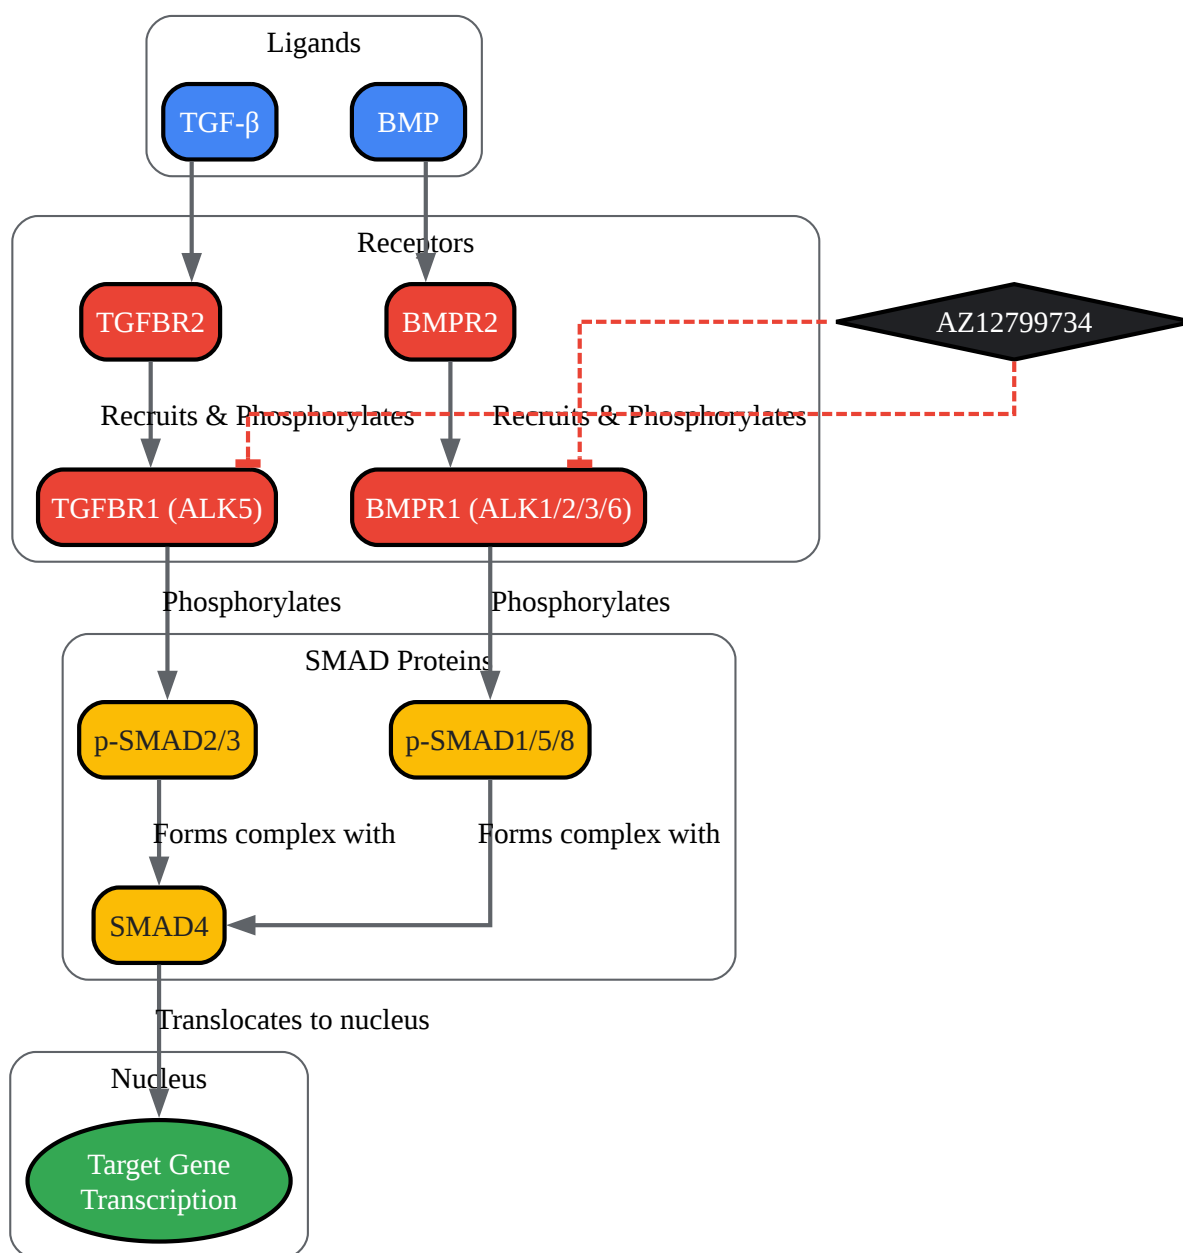 Ligands
TGF-β
BMP
Receptors
TGFBR2
BMPR2
AZ12799734
Recruits & Phosphorylates
Recruits & Phosphorylates
TGFBR1 (ALK5)
BMPR1 (ALK1/2/3/6)
Phosphorylates
Phosphorylates
SMAD Proteins
p-SMAD2/3
p-SMAD1/5/8
Forms complex with
Forms complex with
SMAD4
Translocates to nucleus
Nucleus
Target Gene
Transcription